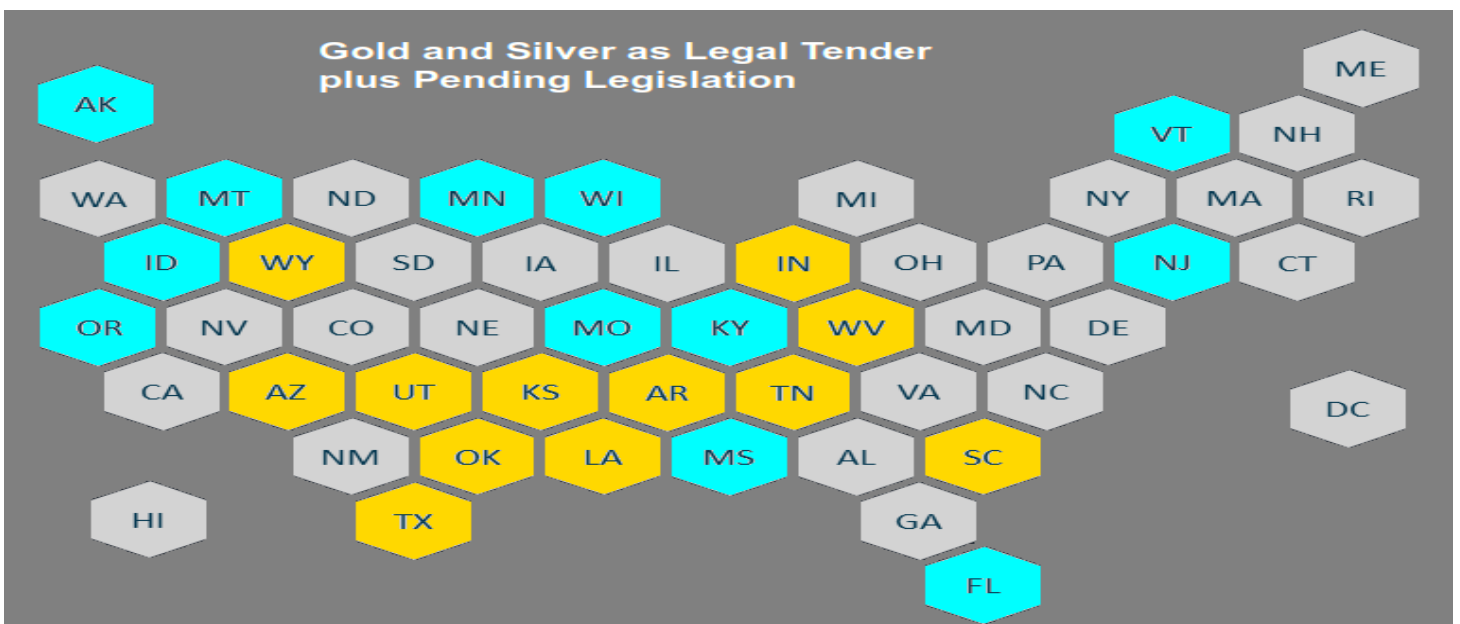 Gold and Silver as Legal Tender
plus Pending Legislation
ME
AK
VT NH
WA MT ND MN WI MI NY MA RI
ID WY SD IA IL IN OH PA NJ CT
OR NV CO NE MO KY WV MD DE
CA AZ UT KS AR TN VA NC
DC
NM OK LA MS AL SC
HI TX GA
FL